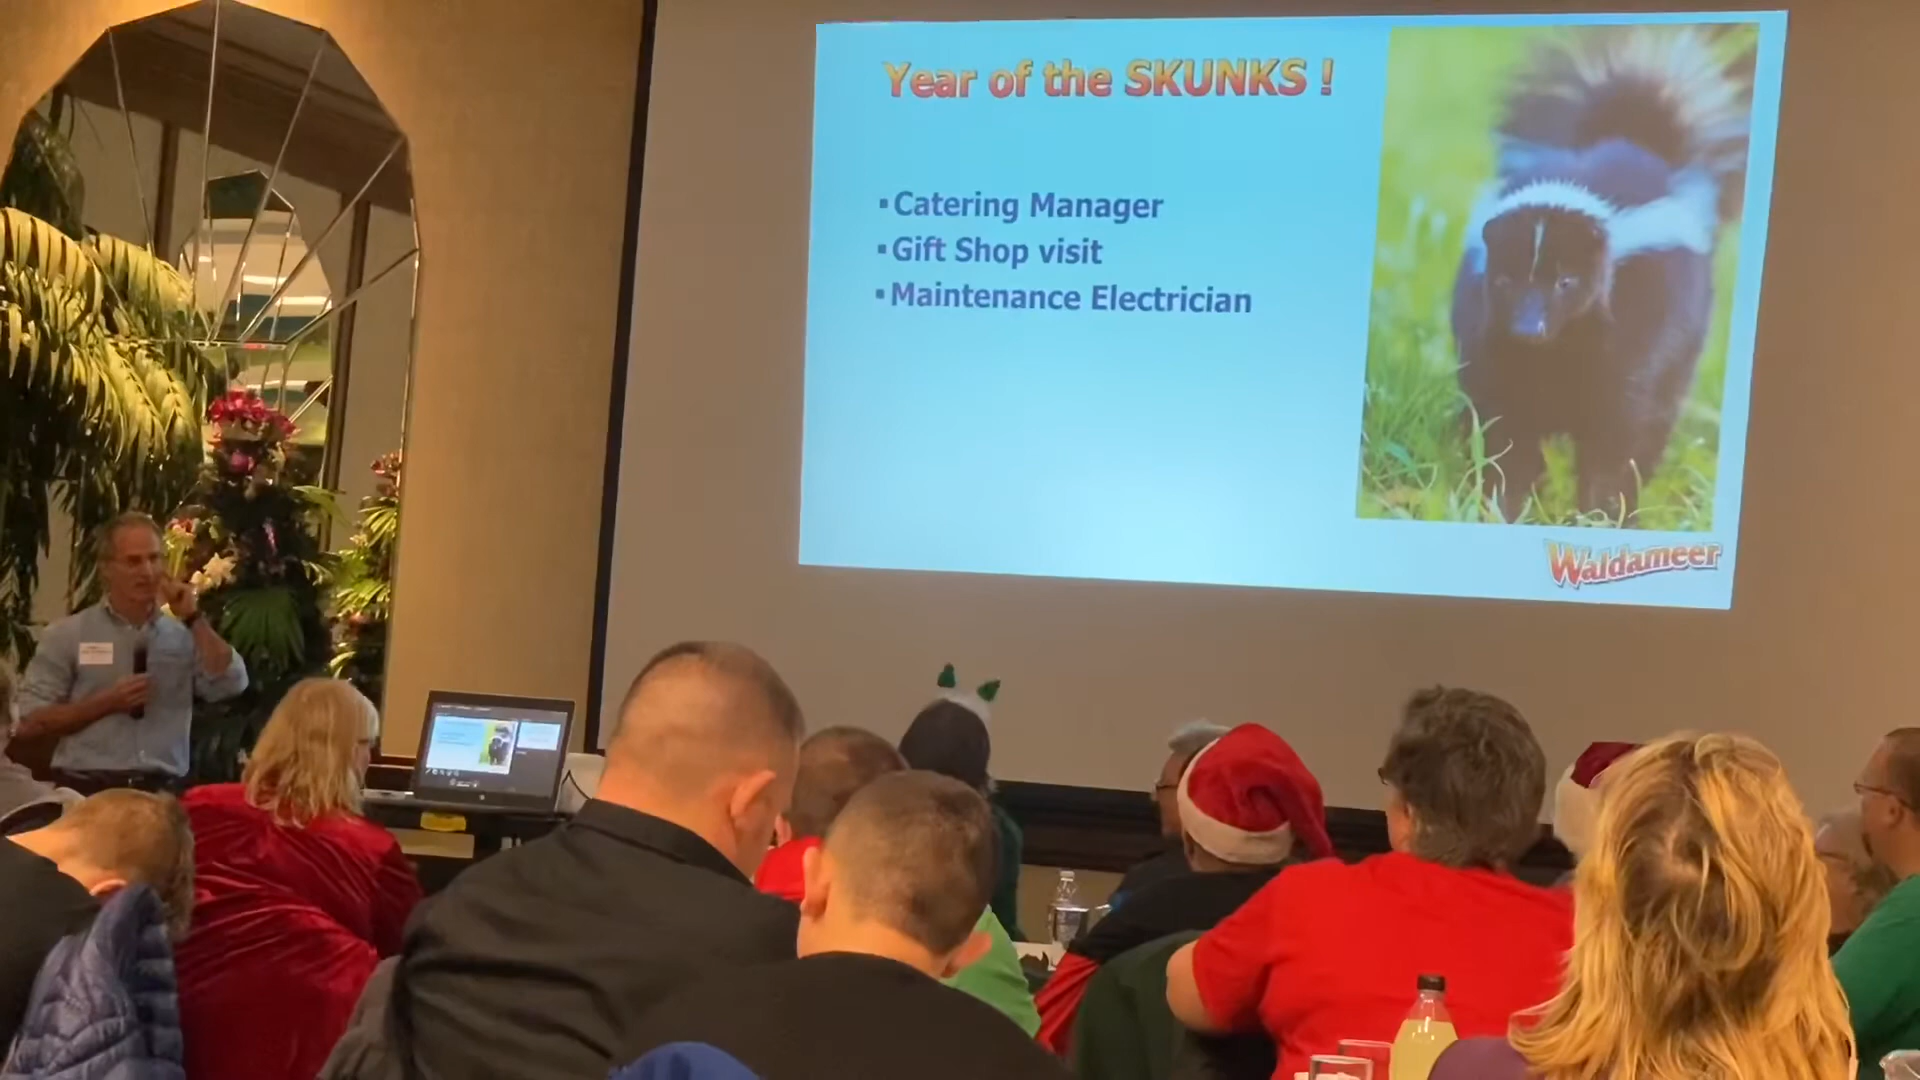 Year of the SKUNKS !
▪Catering Manager
▪Gift Shop visit
▪Maintenance Electrician
Waldameer